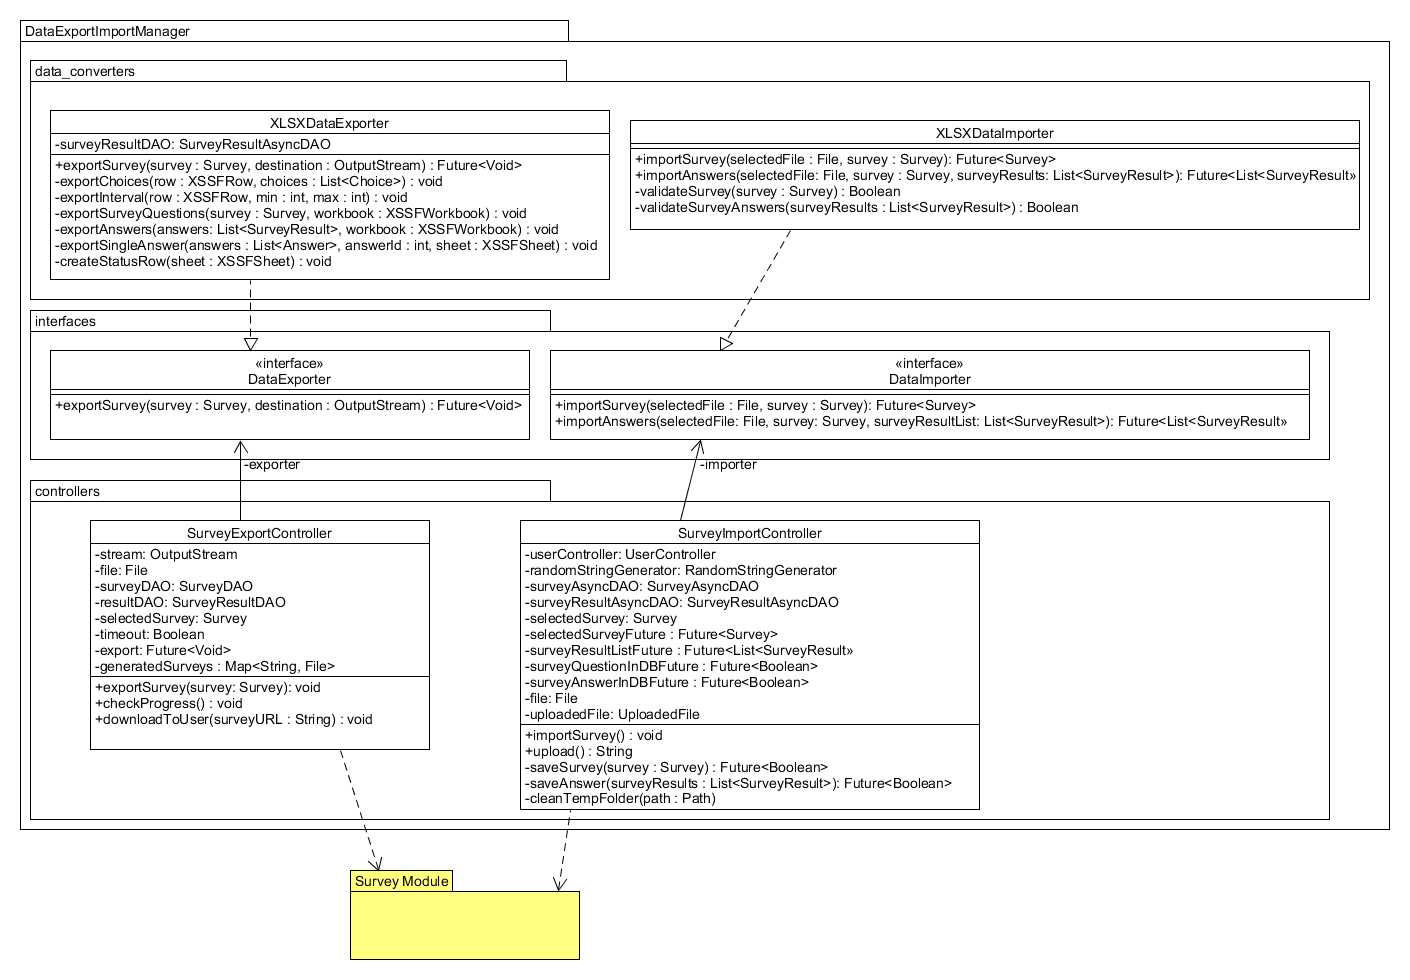 DataExportImportManager
data_converters
XLSXDataExporter
-surveyResultDAO: SurveyResultAsyncDAO
+exportSurvey(survey : Survey, destination : OutputStream) : Future<Void>
-exportChoices(row : XSSFRow, choices : List<Choice>) : void
-exportInterval(row : XSSFRow, min : int, max : int) : void
-exportSurveyQuestions(survey : Survey, workbook : XSSFWorkbook) : void
-exportAnswers(answers: List<SurveyResult>, workbook : XSSFWorkbook) : void
-exportSingleAnswer(answers : List<Answer>, answerId : int, sheet : XSSFSheet) : void
-createStatusRow(sheet : XSSFSheet) : void
XLSXDataImporter
+importSurvey(selectedFile : File, survey : Survey): Future<Survey>
+importAnswers(selectedFile: File, survey : Survey, surveyResults: List<SurveyResult>): Future<List<SurveyResult»
-validateSurvey(survey : Survey) : Boolean
-validateSurveyAnswers(surveyResults : List<SurveyResult>) : Boolean
interfaces
«interface»
DataExporter
+exportSurvey(survey : Survey, destination : OutputStream) : Future<Void>
«interface»
DataImporter
+importSurvey(selectedFile : File, survey : Survey): Future<Survey>
+importAnswers(selectedFile: File, survey: Survey, surveyResultList: List<SurveyResult>): Future<List<SurveyResult»
-exporter
-importer
controllers
SurveyExportController
-stream: OutputStream
-file: File
-surveyDAO: SurveyDAO
-resultDAO: SurveyResultDAO
-selectedSurvey: Survey
-timeout: Boolean
-export: Future<Void>
-generatedSurveys : Map<String, File>
+exportSurvey(survey: Survey): void
+checkProgress() : void
+downloadToUser(surveyURL : String) : void
SurveyImportController
-userController: UserController
-randomStringGenerator: RandomStringGenerator
-surveyAsyncDAO: SurveyAsyncDAO
-surveyResultAsyncDAO: SurveyResultAsyncDAO
-selectedSurvey: Survey
-selectedSurveyFuture : Future<Survey>
-surveyResultListFuture : Future<List<SurveyResult»
-surveyQuestionInDBFuture : Future<Boolean>
-surveyAnswerInDBFuture : Future<Boolean>
-file: File
-uploadedFile: UploadedFile
+importSurvey() : void
+upload() : String
-saveSurvey(survey : Survey) : Future<Boolean>
-saveAnswer(surveyResults : List<SurveyResult>): Future<Boolean>
-cleanTempFolder(path : Path)
Survey Module